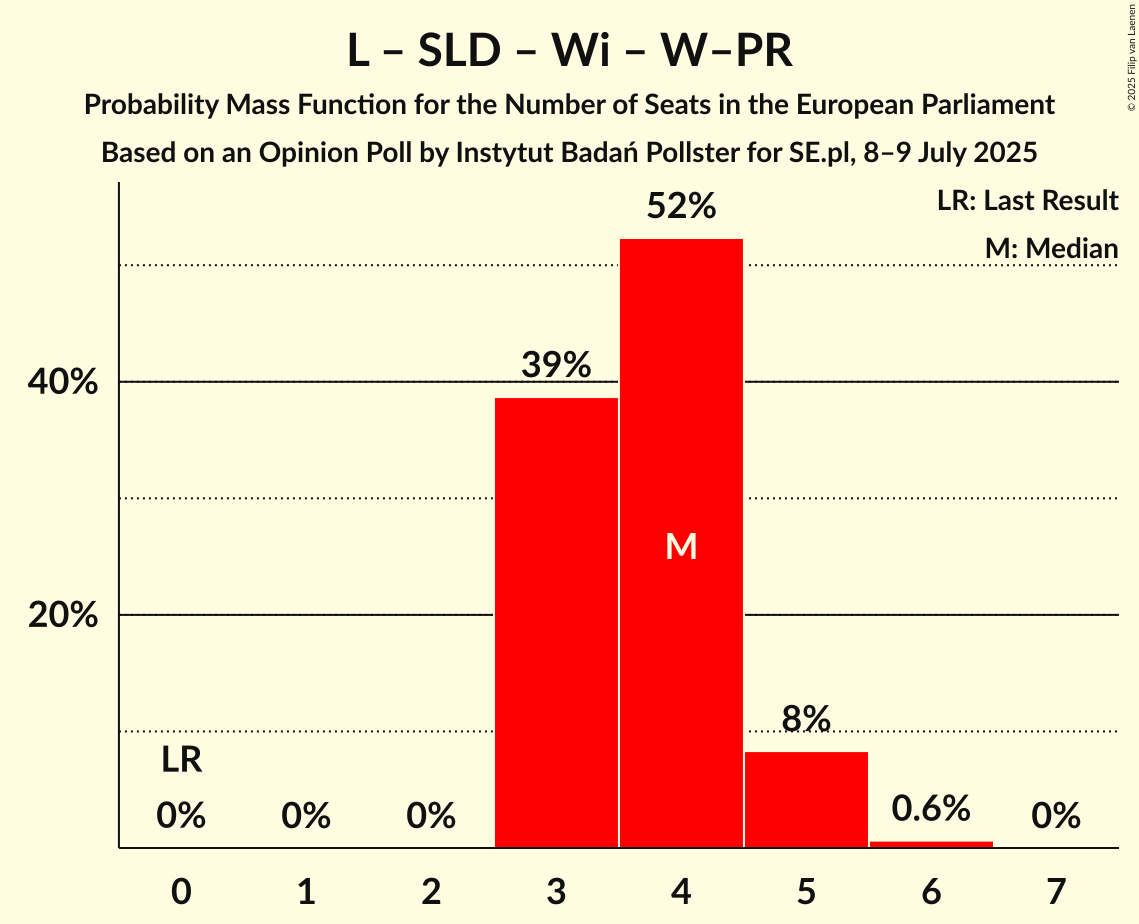 L – SLD – Wi – W–PR
Probability Mass Function for the Number of Seats in the European Parliament
Based on an Opinion Poll by Instytut Badań Pollster for SE.pl, 8–9 July 2025
© 2025 Filip van Laenen
LR: Last Result
M: Median
52%
39%
40%
M
20%
8%
LR
0%
0%
0%
0.6%
0%
0 1 2 3 4 5 6 7